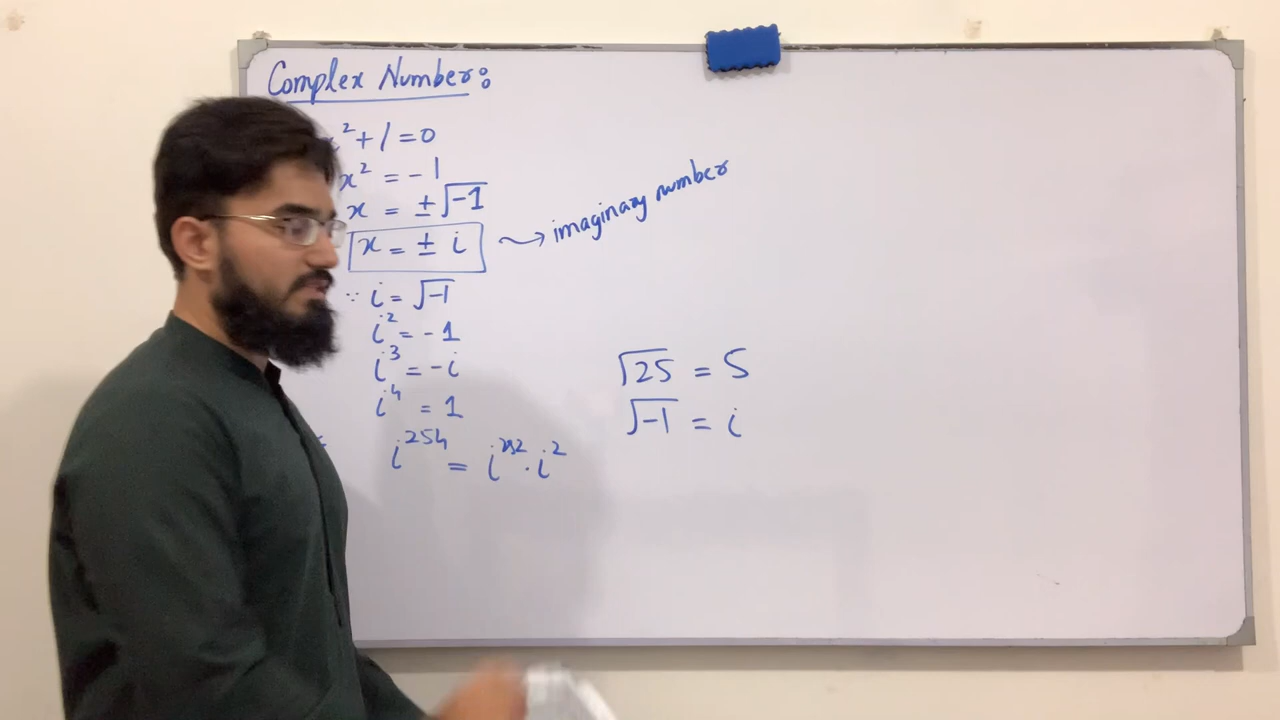 Complex Number:
x²+1=0
x² = -1
x = ±√-1
x = ± i → imaginary number
∵ i = √-1
i² = -1
i³ = -i
i⁴ = 1
i²⁵⁴ = i²⁵² · i²
√25 = 5
√-1 = i